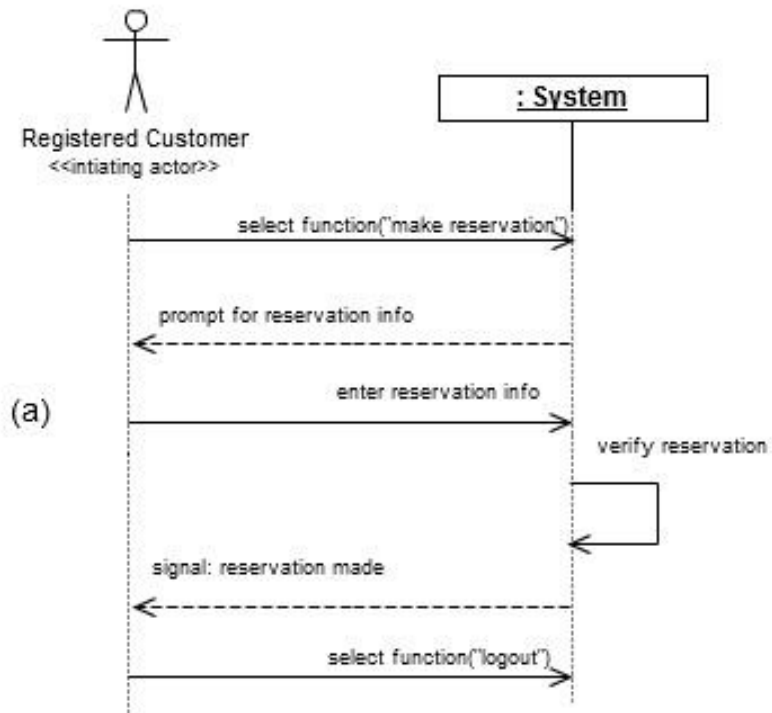 : System
Registered Customer
<<intiating actor>>
select function("make reservation")
prompt for reservation info
enter reservation info
(a)
verify reservation
signal: reservation made
select function("logout")